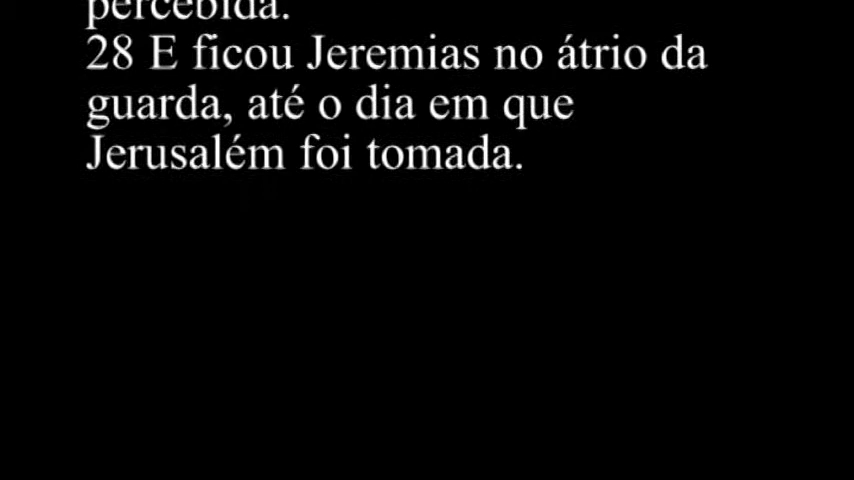 percebida.
28 E ficou Jeremias no átrio da
guarda, até o dia em que
Jerusalém foi tomada.